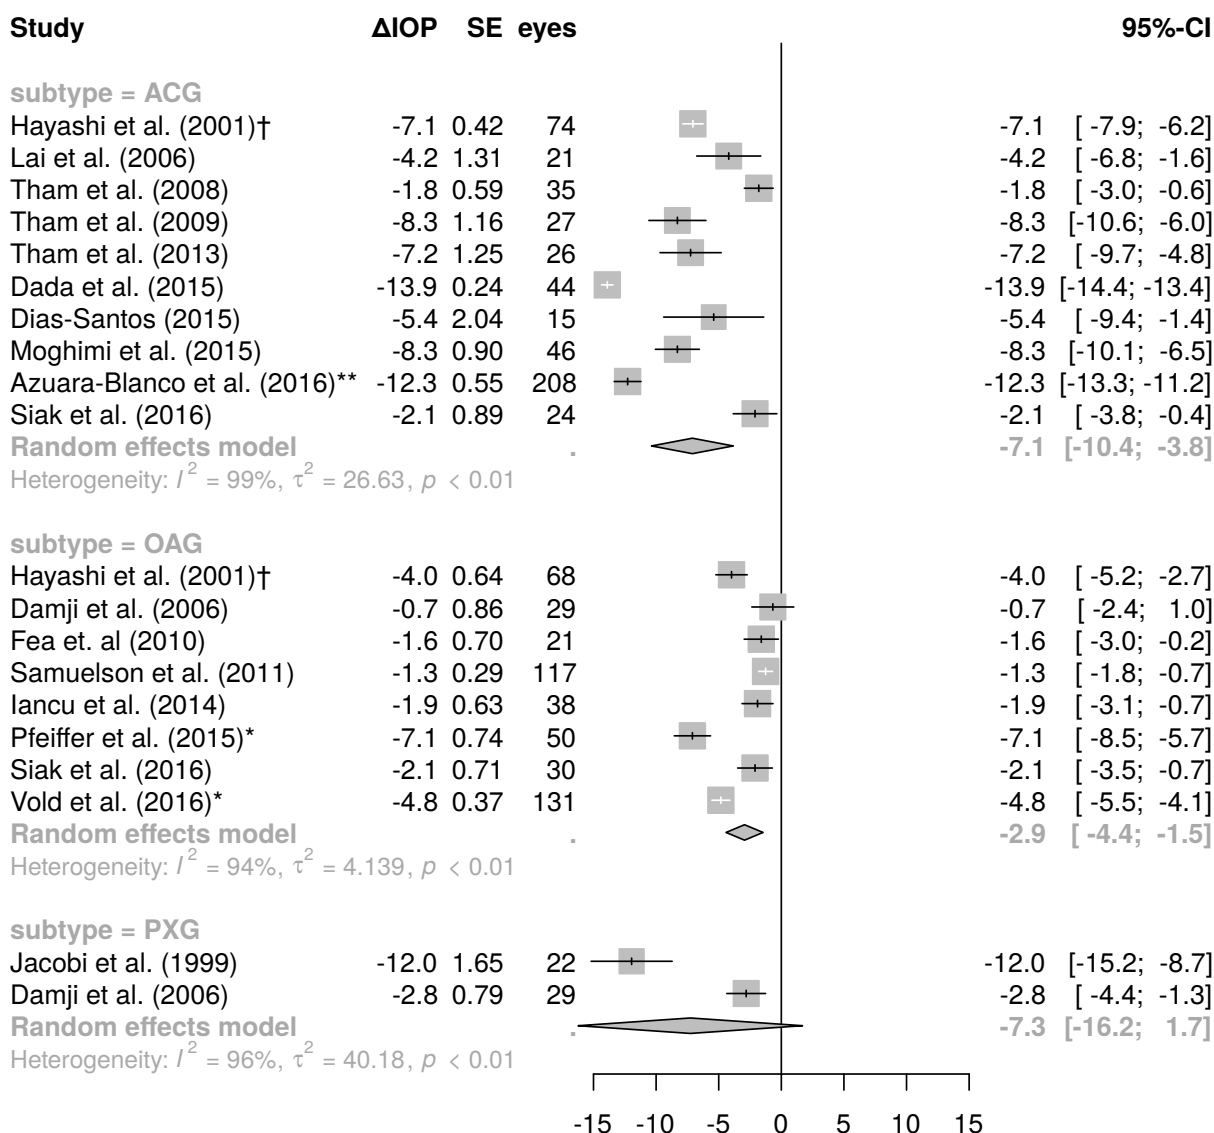 Study ΔIOP SE eyes 95%-CI
subtype = ACG
Hayashi et al. (2001)† -7.1 0.42 74 -7.1 [ -7.9; -6.2]
Lai et al. (2006) -4.2 1.31 21 -4.2 [ -6.8; -1.6]
Tham et al. (2008) -1.8 0.59 35 -1.8 [ -3.0; -0.6]
Tham et al. (2009) -8.3 1.16 27 -8.3 [-10.6; -6.0]
Tham et al. (2013) -7.2 1.25 26 -7.2 [ -9.7; -4.8]
Dada et al. (2015) -13.9 0.24 44 -13.9 [-14.4; -13.4]
Dias-Santos (2015) -5.4 2.04 15 -5.4 [ -9.4; -1.4]
Moghimi et al. (2015) -8.3 0.90 46 -8.3 [-10.1; -6.5]
Azuara-Blanco et al. (2016)** -12.3 0.55 208 -12.3 [-13.3; -11.2]
Siak et al. (2016) -2.1 0.89 24 -2.1 [ -3.8; -0.4]
Random effects model . -7.1 [-10.4; -3.8]
Heterogeneity: I² = 99%, τ² = 26.63, p < 0.01
subtype = OAG
Hayashi et al. (2001)† -4.0 0.64 68 -4.0 [ -5.2; -2.7]
Damji et al. (2006) -0.7 0.86 29 -0.7 [ -2.4; 1.0]
Fea et. al (2010) -1.6 0.70 21 -1.6 [ -3.0; -0.2]
Samuelson et al. (2011) -1.3 0.29 117 -1.3 [ -1.8; -0.7]
Iancu et al. (2014) -1.9 0.63 38 -1.9 [ -3.1; -0.7]
Pfeiffer et al. (2015)* -7.1 0.74 50 -7.1 [ -8.5; -5.7]
Siak et al. (2016) -2.1 0.71 30 -2.1 [ -3.5; -0.7]
Vold et al. (2016)* -4.8 0.37 131 -4.8 [ -5.5; -4.1]
Random effects model . -2.9 [ -4.4; -1.5]
Heterogeneity: I² = 94%, τ² = 4.139, p < 0.01
subtype = PXG
Jacobi et al. (1999) -12.0 1.65 22 -12.0 [-15.2; -8.7]
Damji et al. (2006) -2.8 0.79 29 -2.8 [ -4.4; -1.3]
Random effects model . -7.3 [-16.2; 1.7]
Heterogeneity: I² = 96%, τ² = 40.18, p < 0.01
-15 -10 -5 0 5 10 15